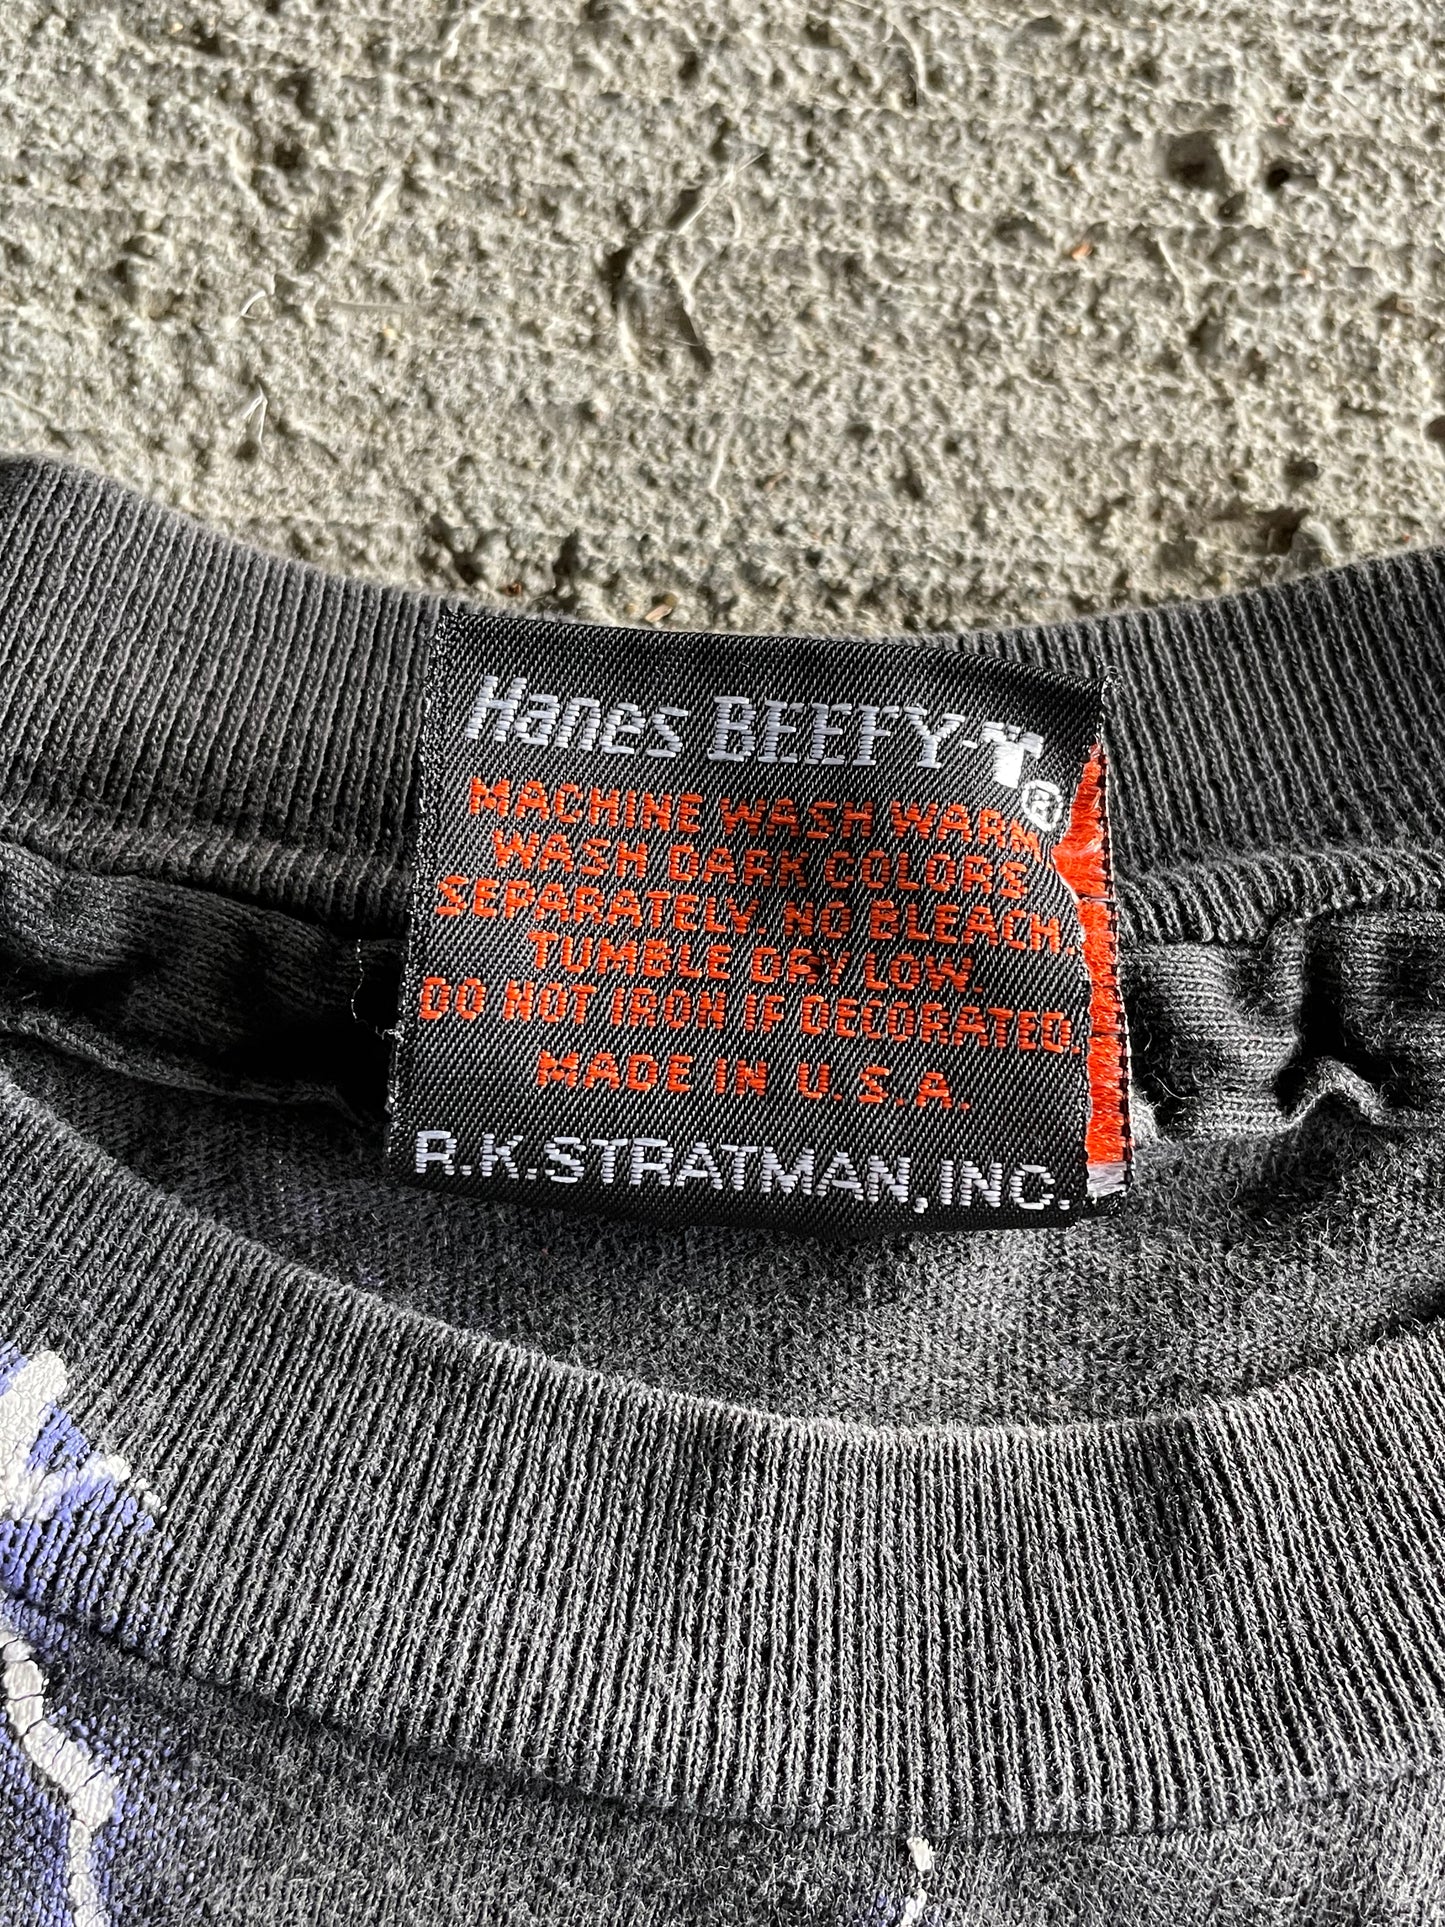 Hanes BEEFY-T®
MACHINE WASH WARM
WASH DARK COLORS
SEPARATELY. NO BLEACH.
TUMBLE DRY LOW.
DO NOT IRON IF DECORATED.
MADE IN U.S.A.
R.K.STRATMAN, INC.